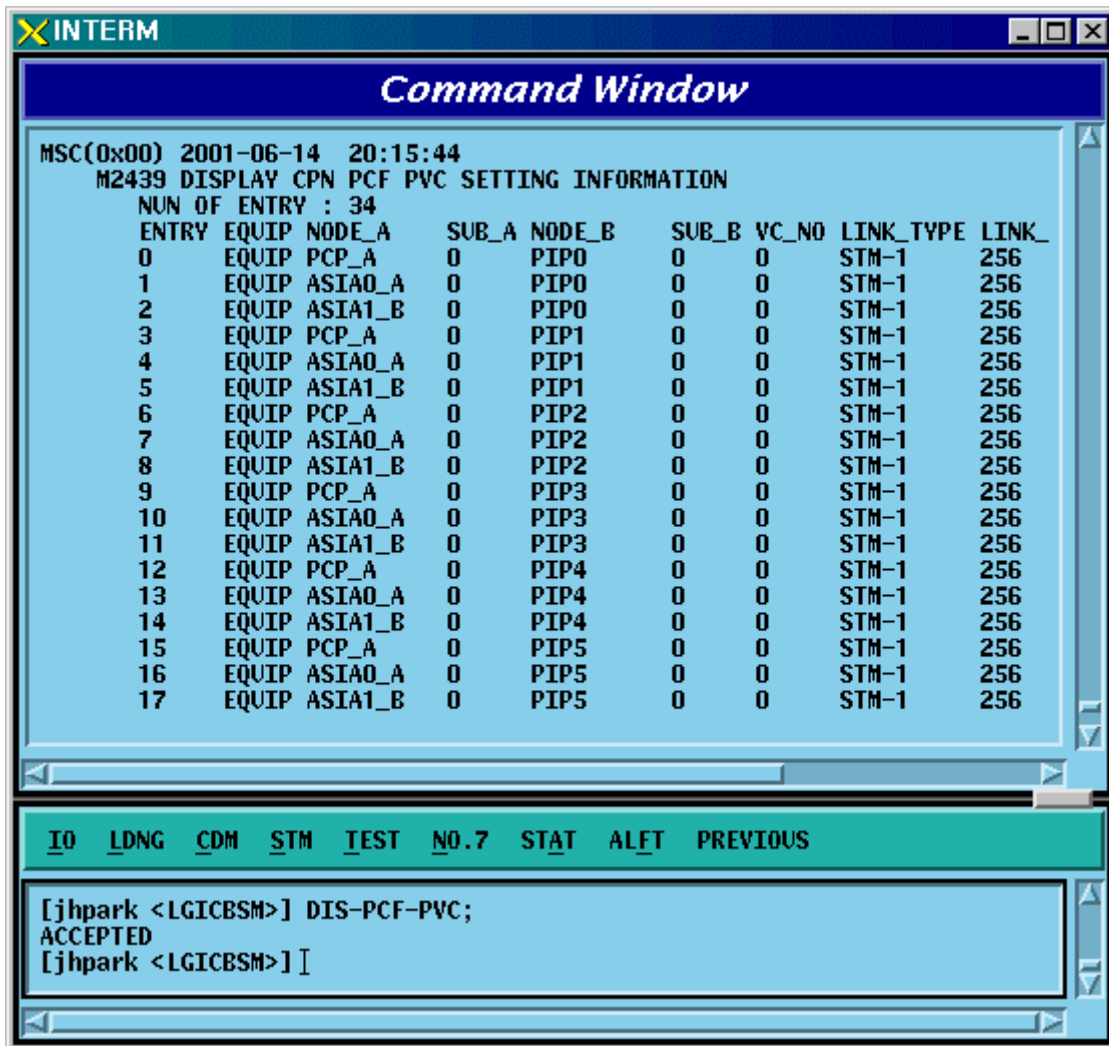 INTERM
Command Window
MSC(0x00) 2001-06-14 20:15:44
M2439 DISPLAY CPN PCF PVC SETTING INFORMATION
NUN OF ENTRY : 34
ENTRY EQUIP NODE_A SUB_A NODE_B SUB_B VC_NO LINK_TYPE LINK_
0 EQUIP PCP_A 0 PIP0 0 0 STM-1 256
1 EQUIP ASIA0_A 0 PIP0 0 0 STM-1 256
2 EQUIP ASIA1_B 0 PIP0 0 0 STM-1 256
3 EQUIP PCP_A 0 PIP1 0 0 STM-1 256
4 EQUIP ASIA0_A 0 PIP1 0 0 STM-1 256
5 EQUIP ASIA1_B 0 PIP1 0 0 STM-1 256
6 EQUIP PCP_A 0 PIP2 0 0 STM-1 256
7 EQUIP ASIA0_A 0 PIP2 0 0 STM-1 256
8 EQUIP ASIA1_B 0 PIP2 0 0 STM-1 256
9 EQUIP PCP_A 0 PIP3 0 0 STM-1 256
10 EQUIP ASIA0_A 0 PIP3 0 0 STM-1 256
11 EQUIP ASIA1_B 0 PIP3 0 0 STM-1 256
12 EQUIP PCP_A 0 PIP4 0 0 STM-1 256
13 EQUIP ASIA0_A 0 PIP4 0 0 STM-1 256
14 EQUIP ASIA1_B 0 PIP4 0 0 STM-1 256
15 EQUIP PCP_A 0 PIP5 0 0 STM-1 256
16 EQUIP ASIA0_A 0 PIP5 0 0 STM-1 256
17 EQUIP ASIA1_B 0 PIP5 0 0 STM-1 256
IO LDNG CDM STM TEST NO.7 STAT ALFT PREVIOUS
[jhpark <LGICBSM>] DIS-PCF-PVC;
ACCEPTED
[jhpark <LGICBSM>]